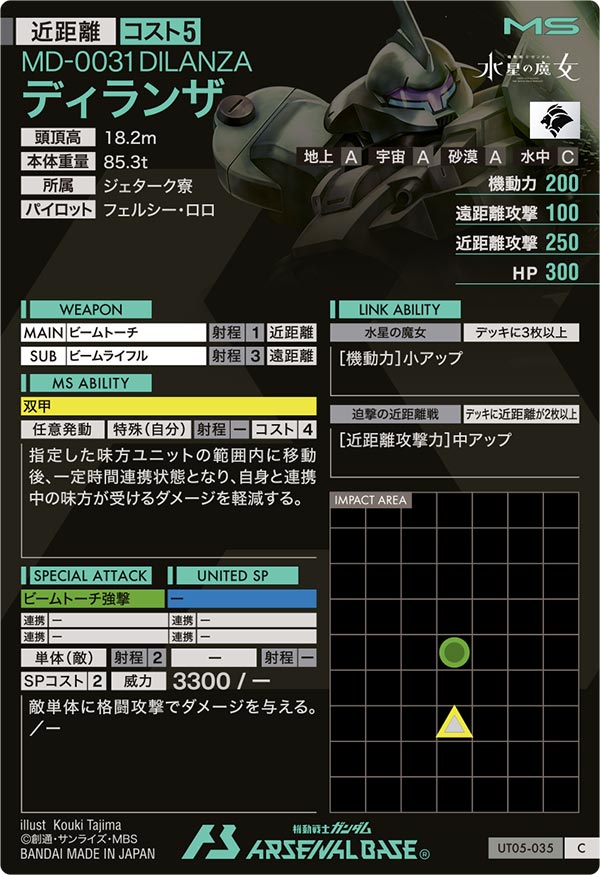 近距離 コスト5
MS
MD-0031 DILANZA
ディランザ
機動戦士ガンダム
水星の魔女
頭頂高 18.2m
本体重量 85.3t
所属 ジェターク寮
パイロット フェルシー・ロロ
地上 A 宇宙 A 砂漠 A 水中 C
機動力 200
遠距離攻撃 100
近距離攻撃 250
HP 300
WEAPON
MAIN ビームトーチ 射程 1 近距離
SUB ビームライフル 射程 3 遠距離
MS ABILITY
双甲
任意発動 特殊(自分) 射程 ー コスト 4
指定した味方ユニットの範囲内に移動
後、一定時間連携状態となり、自身と連携
中の味方が受けるダメージを軽減する。
LINK ABILITY
水星の魔女 デッキに3枚以上
[機動力]小アップ
迫撃の近距離戦 デッキに近距離が2枚以上
[近距離攻撃力]中アップ
IMPACT AREA
SPECIAL ATTACK UNITED SP
ビームトーチ強撃 ー
連携 ー 連携 ー
連携 ー 連携 ー
単体(敵) 射程 2 ー 射程 ー
SPコスト 2 威力 3300 / ー
敵単体に格闘攻撃でダメージを与える。
/ー
illust Kouki Tajima
©創通・サンライズ・MBS
BANDAI MADE IN JAPAN
機動戦士ガンダム
ARSENAL BASE®
UT05-035 C